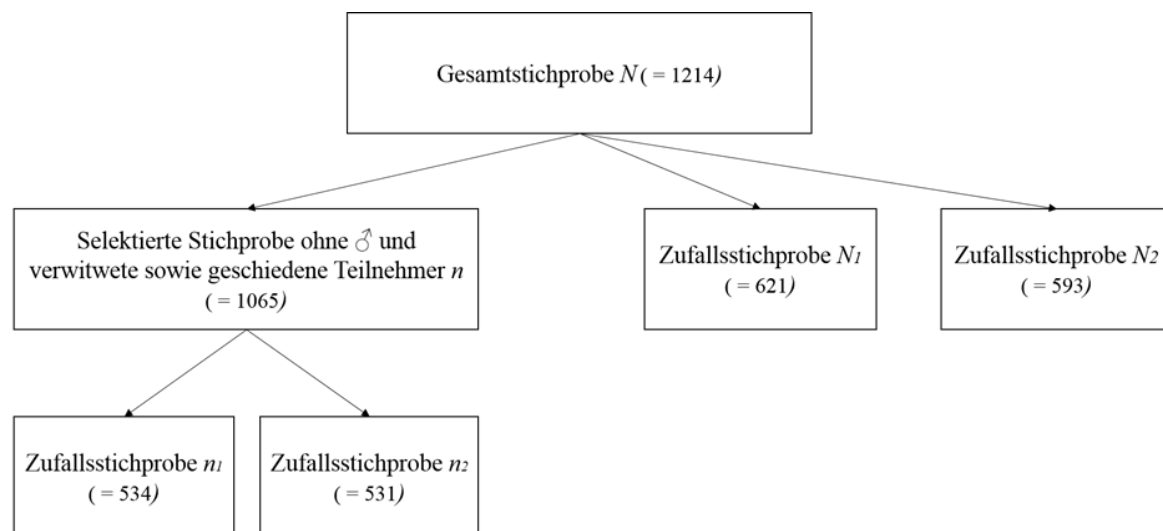 Gesamtstichprobe N ( = 1214)
Selektierte Stichprobe ohne ♂ und
verwitwete sowie geschiedene Teilnehmer n
( = 1065)
Zufallsstichprobe N1
( = 621)
Zufallsstichprobe N2
( = 593)
Zufallsstichprobe n1
( = 534)
Zufallsstichprobe n2
( = 531)